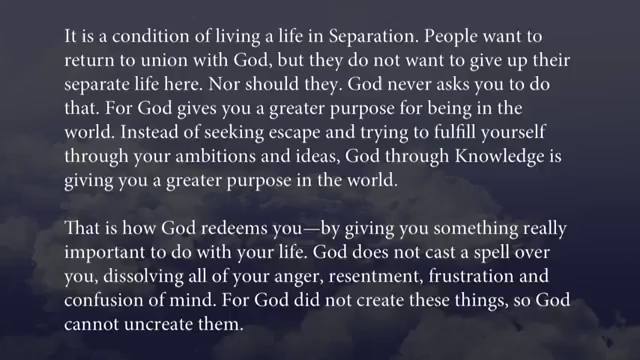 It is a condition of living a life in Separation. People want to
return to union with God, but they do not want to give up their
separate life here. Nor should they. God never asks you to do
that. For God gives you a greater purpose for being in the
world. Instead of seeking escape and trying to fulfill yourself
through your ambitions and ideas, God through Knowledge is
giving you a greater purpose in the world.
That is how God redeems you—by giving you something really
important to do with your life. God does not cast a spell over
you, dissolving all of your anger, resentment, frustration and
confusion of mind. For God did not create these things, so God
cannot uncreate them.